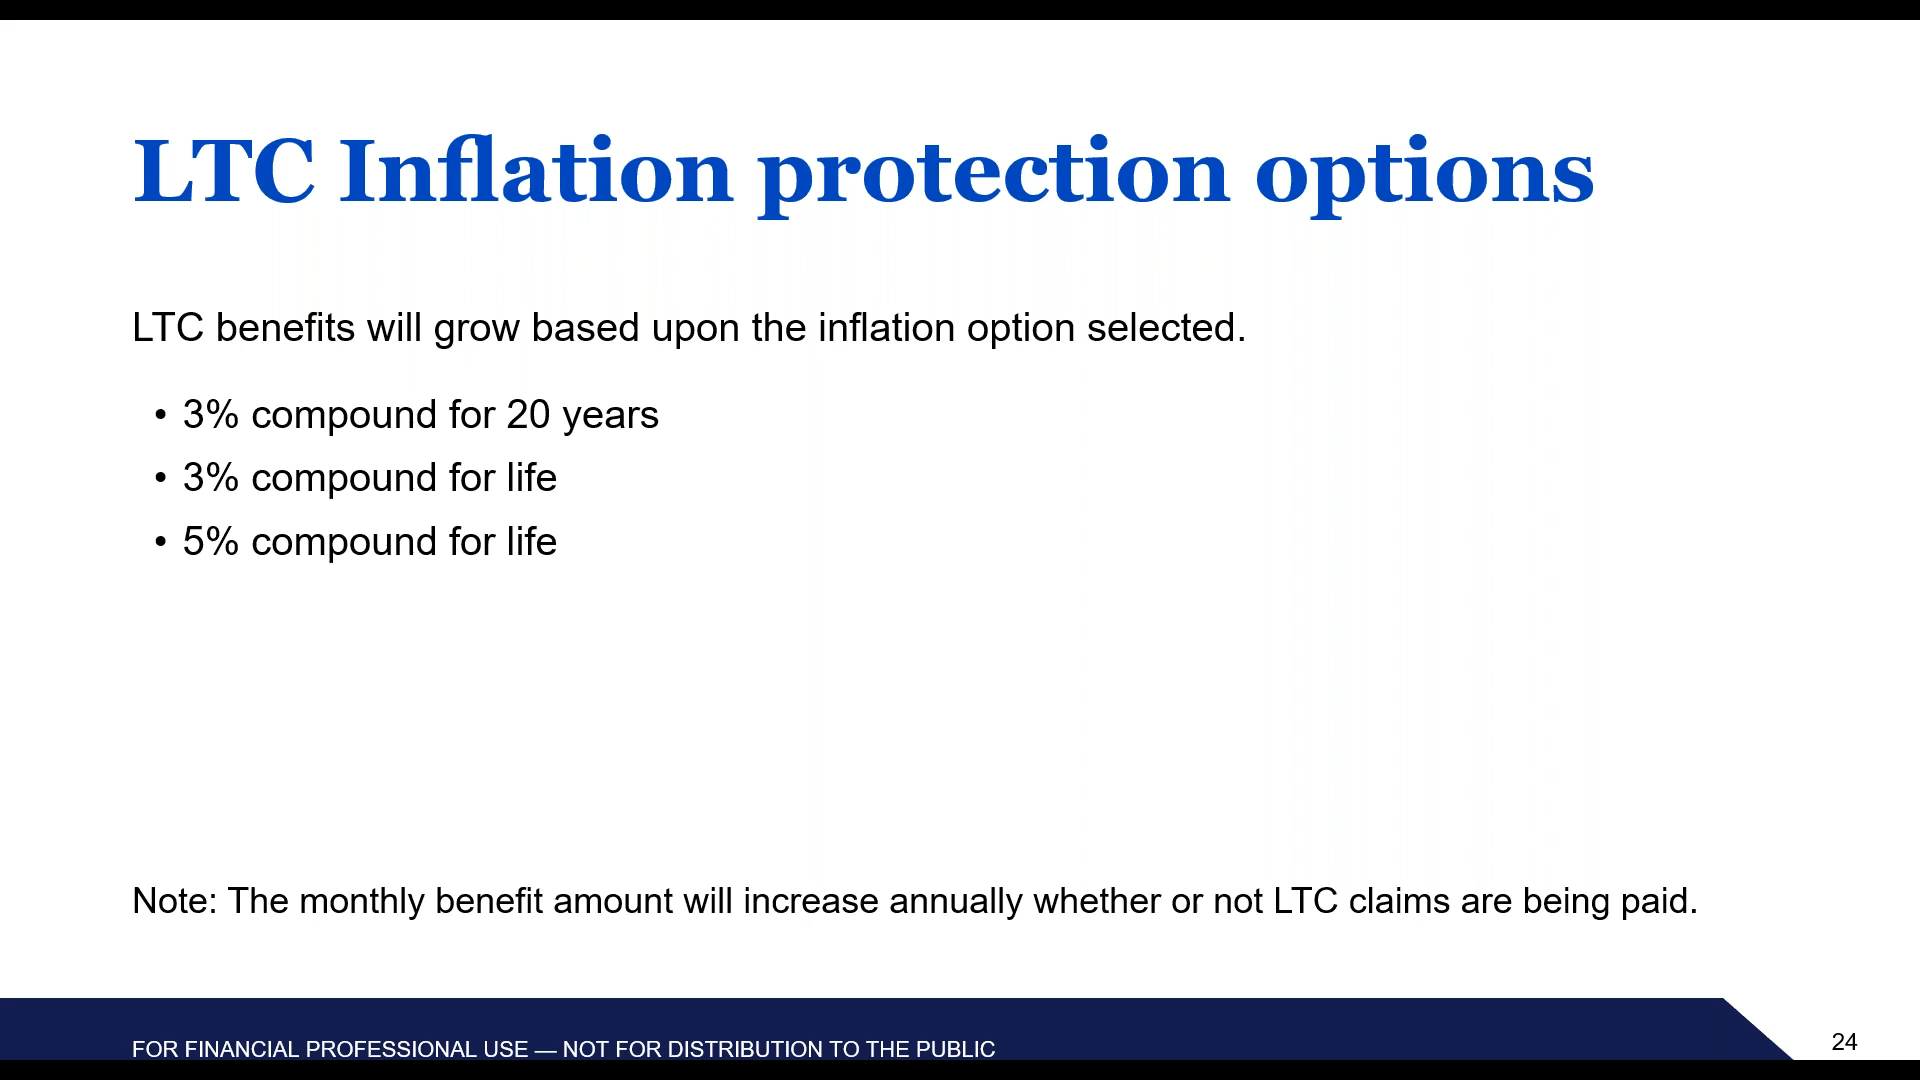 LTC Inflation protection options
LTC benefits will grow based upon the inflation option selected.
• 3% compound for 20 years
• 3% compound for life
• 5% compound for life
Note: The monthly benefit amount will increase annually whether or not LTC claims are being paid.
FOR FINANCIAL PROFESSIONAL USE — NOT FOR DISTRIBUTION TO THE PUBLIC
24